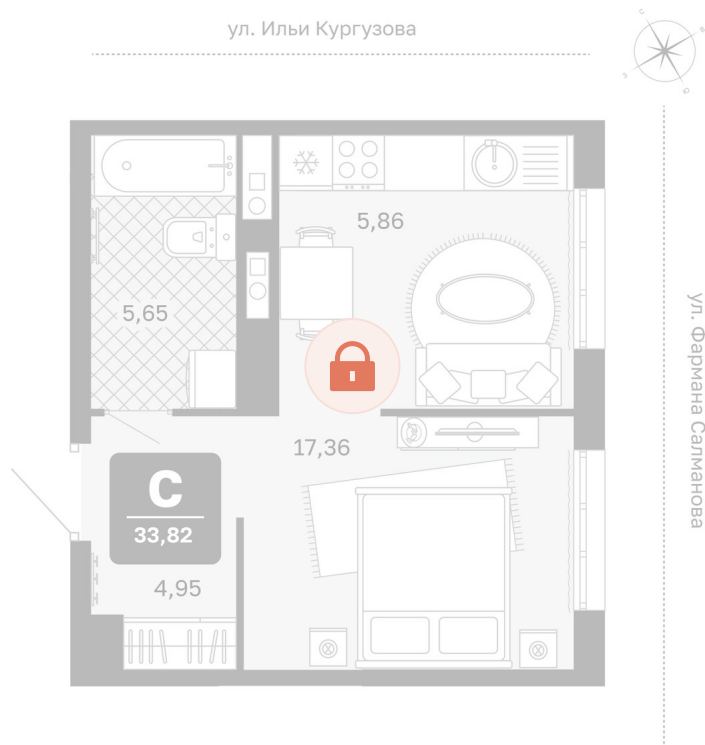 ул. Ильи Кургузова
С
В
З
Ю
5,86
5,65
ул. Фармана Салманова
17,36
С
33,82
4,95